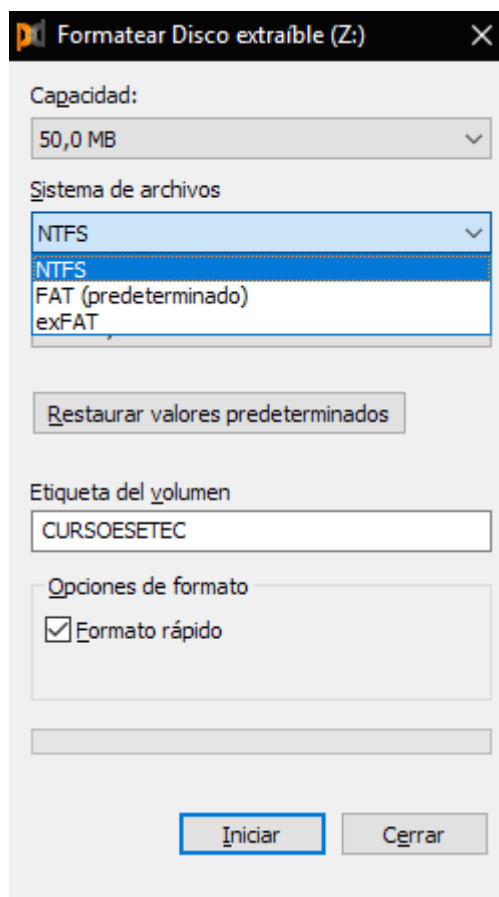 Formatear Disco extraíble (Z:)
Capacidad:
50,0 MB
Sistema de archivos
NTFS
NTFS
FAT (predeterminado)
exFAT
Restaurar valores predeterminados
Etiqueta del volumen
CURSOESETEC
Opciones de formato
Formato rápido
Iniciar
Cerrar